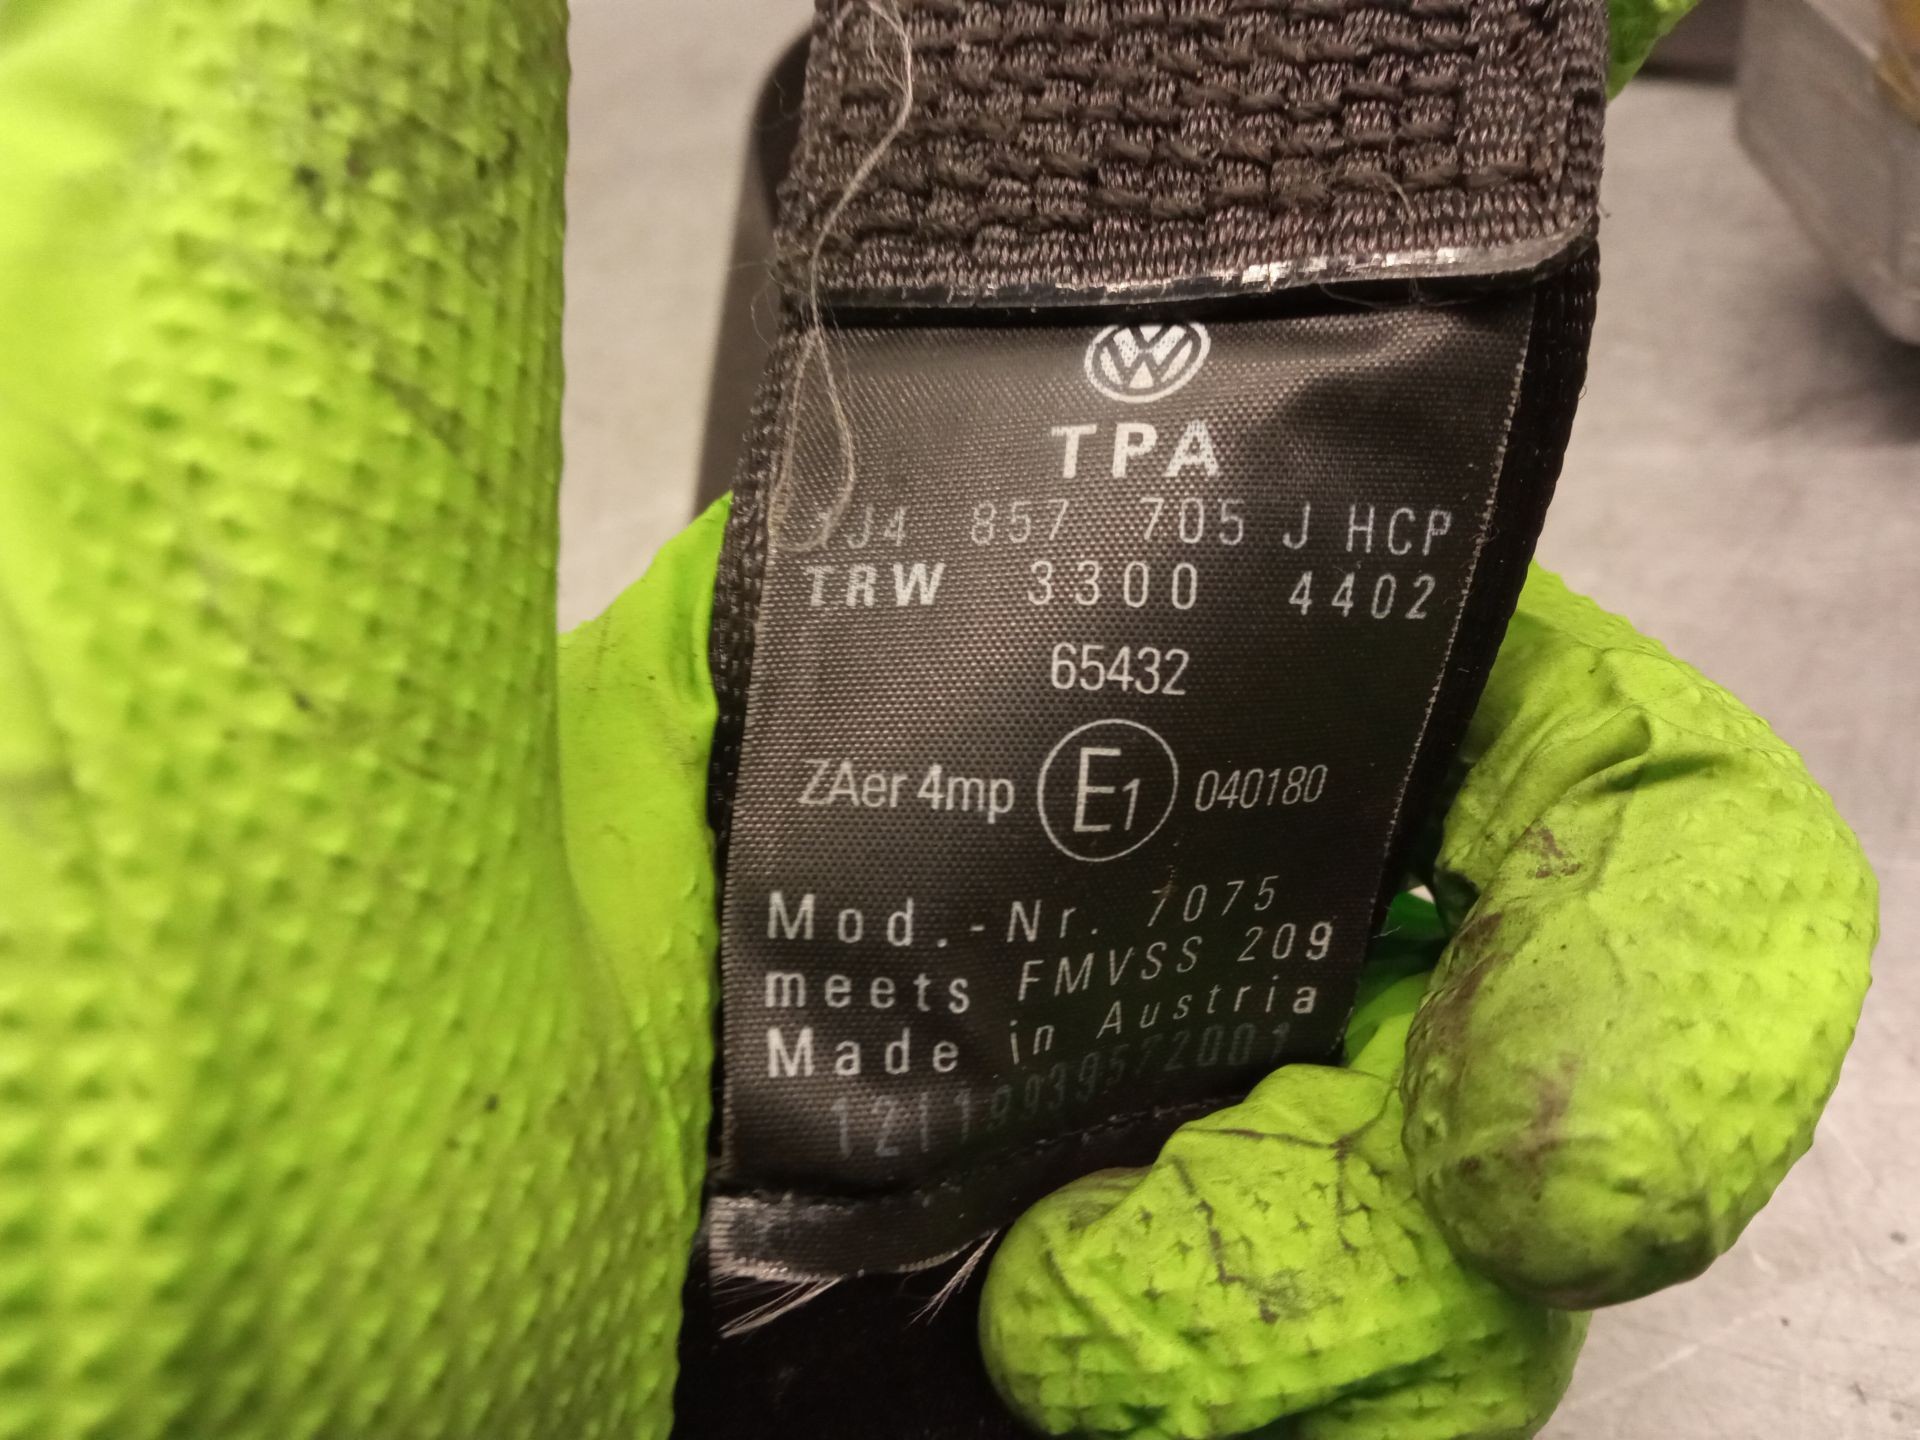 TPA
1J4 857 705 J HCP
TRW 3300 4402
65432
ZAer 4mp E1 040180
Mod.-Nr. 7075
meets FMVSS 209
Made in Austria